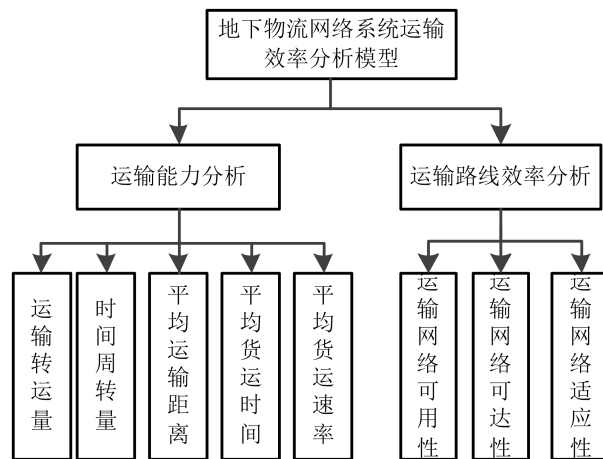 地下物流网络系统运输
效率分析模型
运输能力分析
运输路线效率分析
运输转运量
时间周转量
平均运输距离
平均货运时间
平均货运速率
运输网络可用性
运输网络可达性
运输网络适应性